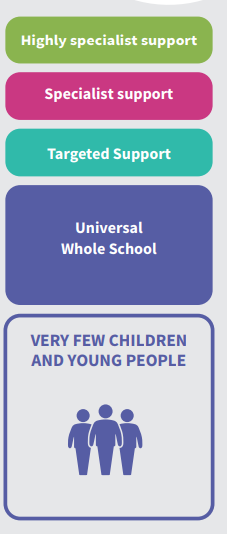 Highly specialist support
Specialist support
Targeted Support
Universal
Whole School
VERY FEW CHILDREN
AND YOUNG PEOPLE